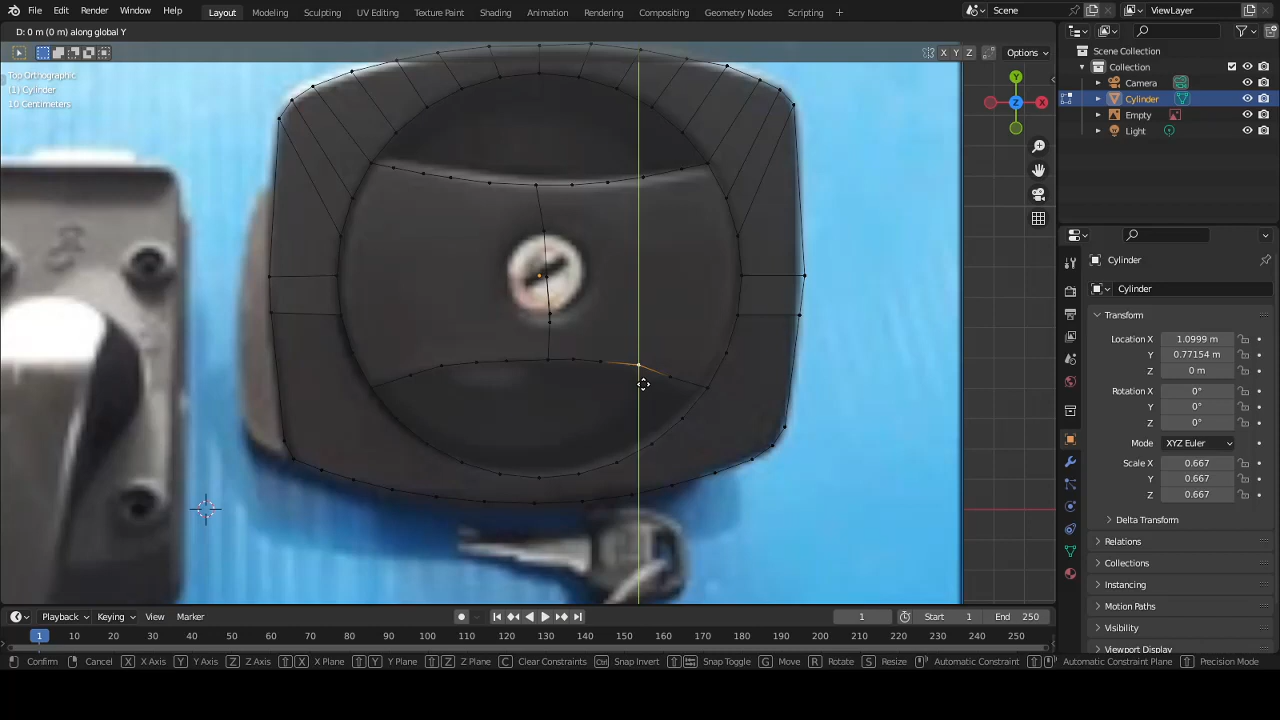 File Edit Render Window Help Layout Modeling Sculpting UV Editing Texture Paint Shading Animation Rendering Compositing Geometry Nodes Scripting + Scene ViewLayer
D: 0 m (0 m) along global Y
X Y Z Options
Top Orthographic
(1) Cylinder
10 Centimeters
Y
Z
X
Scene Collection
Collection
Camera
Cylinder
Empty
Light
Cylinder
Cylinder
Transform
Location X 1.0999 m
Y 0.77154 m
Z 0 m
Rotation X 0°
Y 0°
Z 0°
Mode XYZ Euler
Scale X 0.667
Y 0.667
Z 0.667
Delta Transform
Relations
Collections
Instancing
Motion Paths
Visibility
Viewport Display
Playback Keying View Marker 1 Start 1 End 250
1 10 20 30 40 50 60 70 80 90 100 110 120 130 140 150 160 170 180 190 200 210 220 230 240 250
Confirm Cancel X X Axis Y Y Axis Z Z Axis X X Plane Y Y Plane Z Z Plane C Clear Constraints Ctrl Snap Invert Snap Toggle G Move R Rotate S Resize Automatic Constraint Automatic Constraint Plane Precision Mode